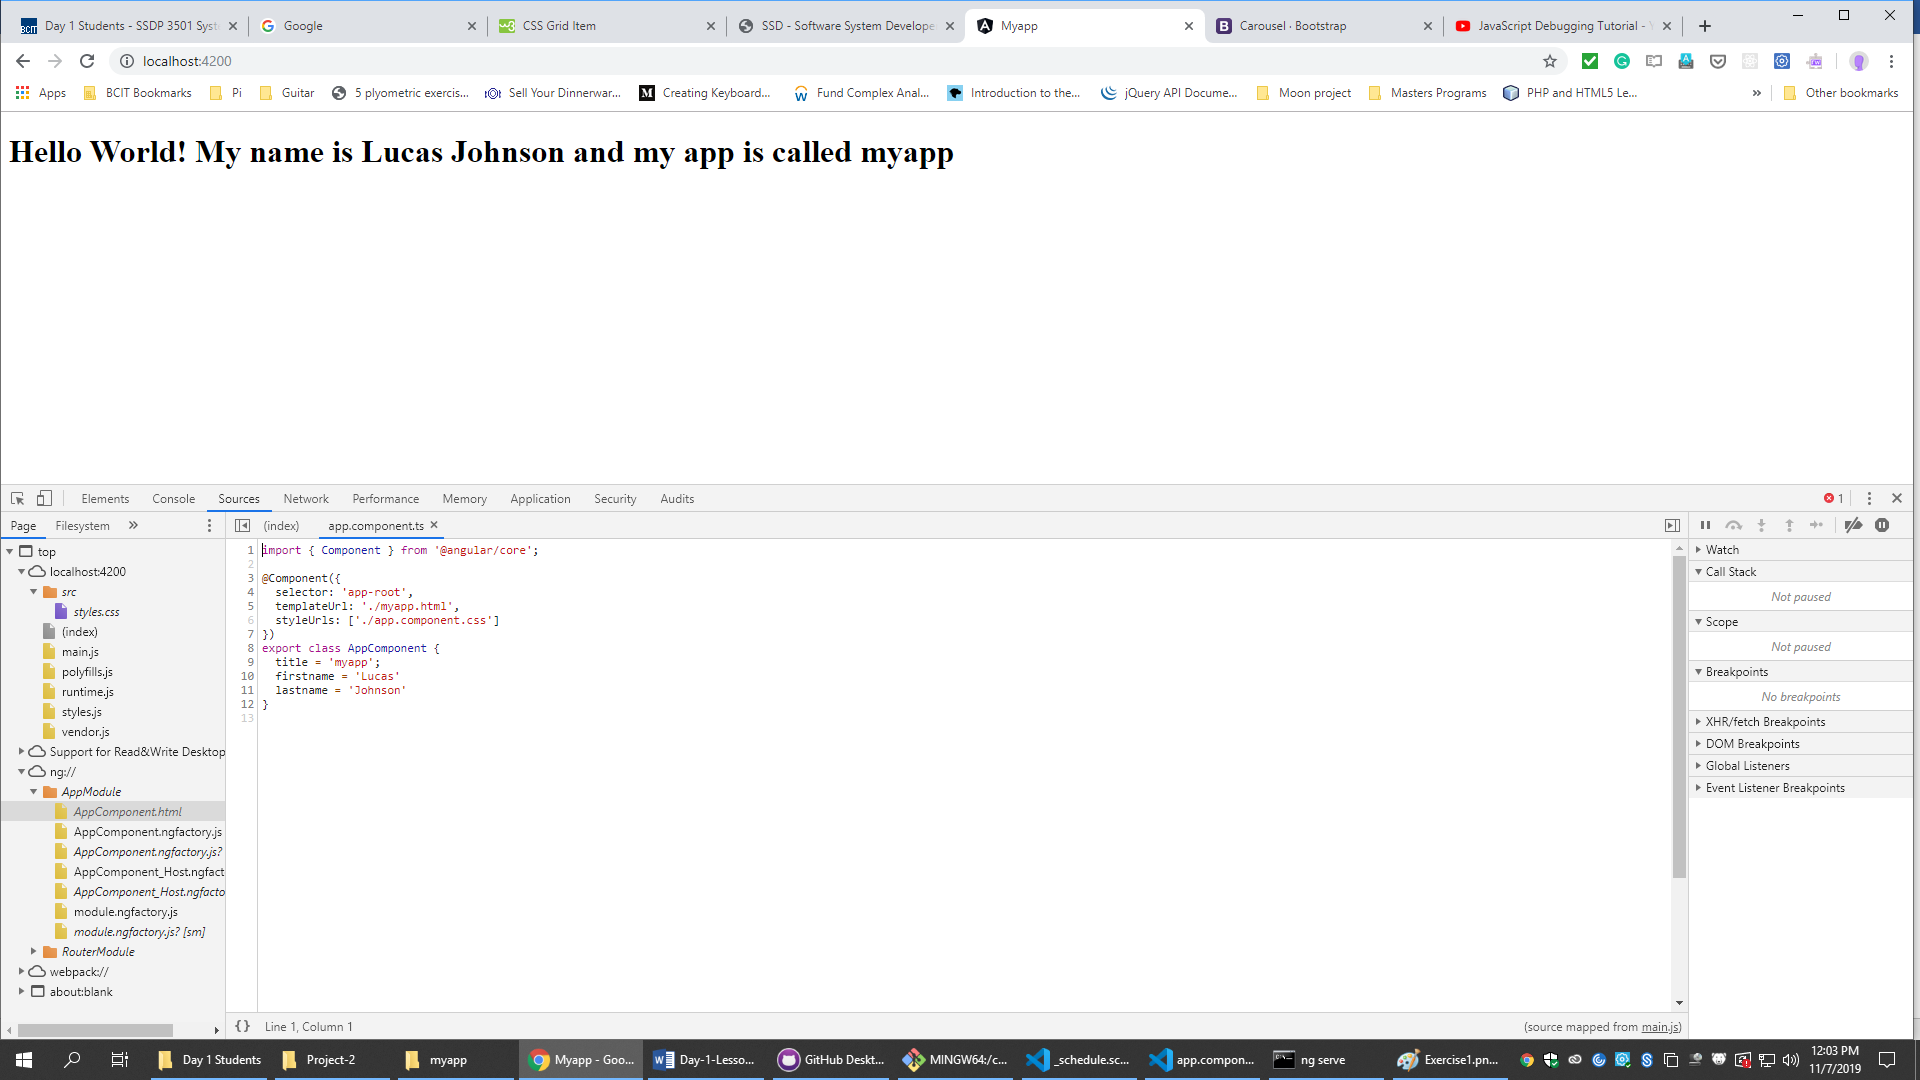 Day 1 Students - SSDP 3501 Syst
Google
CSS Grid Item
SSD - Software System Develope
Myapp
Carousel · Bootstrap
JavaScript Debugging Tutorial - Y
localhost:4200
Apps
BCIT Bookmarks
Pi
Guitar
5 plyometric exercis...
Sell Your Dinnerwar...
Creating Keyboard...
Fund Complex Anal...
Introduction to the...
jQuery API Docume...
Moon project
Masters Programs
PHP and HTML5 Le...
»
Other bookmarks
Hello World! My name is Lucas Johnson and my app is called myapp
Elements Console Sources Network Performance Memory Application Security Audits
1
Page Filesystem »
(index) app.component.ts
top
localhost:4200
src
styles.css
(index)
main.js
polyfills.js
runtime.js
styles.js
vendor.js
Support for Read&Write Desktop
ng://
AppModule
AppComponent.html
AppComponent.ngfactory.js
AppComponent.ngfactory.js?
AppComponent_Host.ngfact
AppComponent_Host.ngfacto
module.ngfactory.js
module.ngfactory.js? [sm]
RouterModule
webpack://
about:blank
1 import { Component } from '@angular/core';
2
3 @Component({
4 selector: 'app-root',
5 templateUrl: './myapp.html',
6 styleUrls: ['./app.component.css']
7 })
8 export class AppComponent {
9 title = 'myapp';
10 firstname = 'Lucas'
11 lastname = 'Johnson'
12 }
13
{} Line 1, Column 1
(source mapped from main.js)
Watch
Call Stack
Not paused
Scope
Not paused
Breakpoints
No breakpoints
XHR/fetch Breakpoints
DOM Breakpoints
Global Listeners
Event Listener Breakpoints
Day 1 Students
Project-2
myapp
Myapp - Goo...
Day-1-Lesso...
GitHub Deskt...
MINGW64:/c...
_schedule.sc...
app.compon...
ng serve
Exercise1.pn...
12:03 PM
11/7/2019